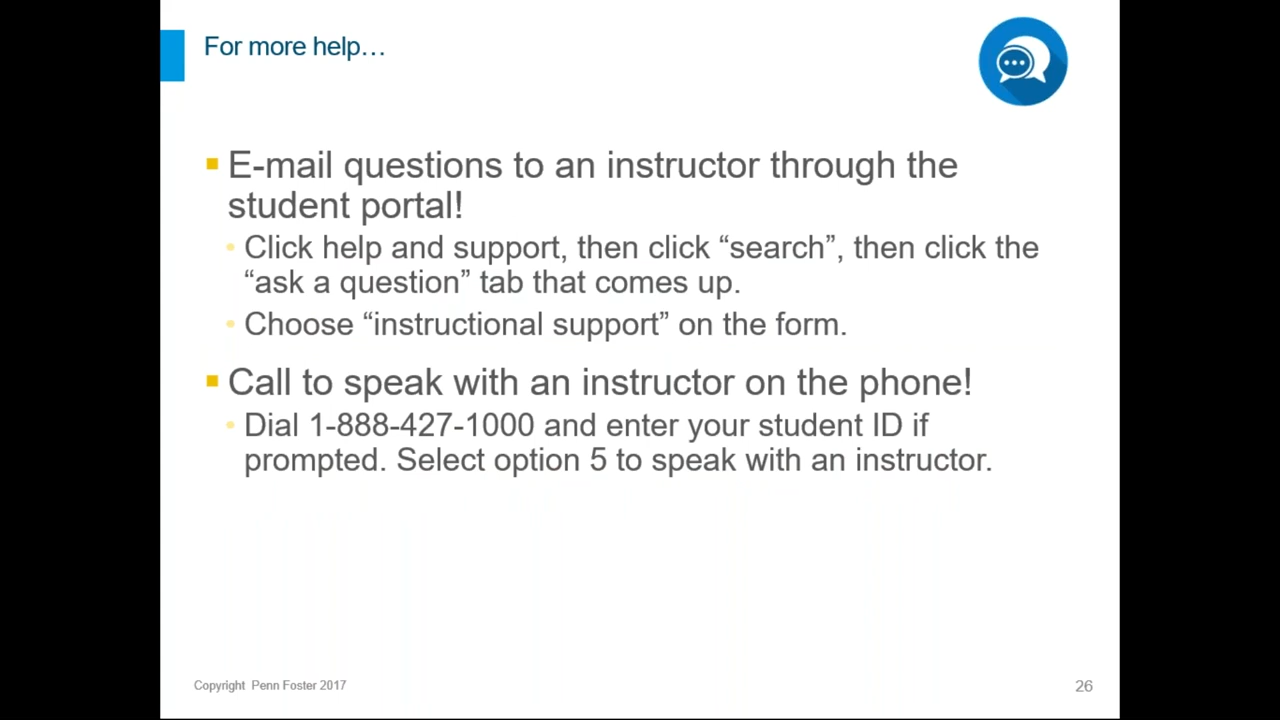 For more help…
E-mail questions to an instructor through the
student portal!
Click help and support, then click “search”, then click the
“ask a question” tab that comes up.
Choose “instructional support” on the form.
Call to speak with an instructor on the phone!
Dial 1-888-427-1000 and enter your student ID if
prompted. Select option 5 to speak with an instructor.
Copyright Penn Foster 2017
26